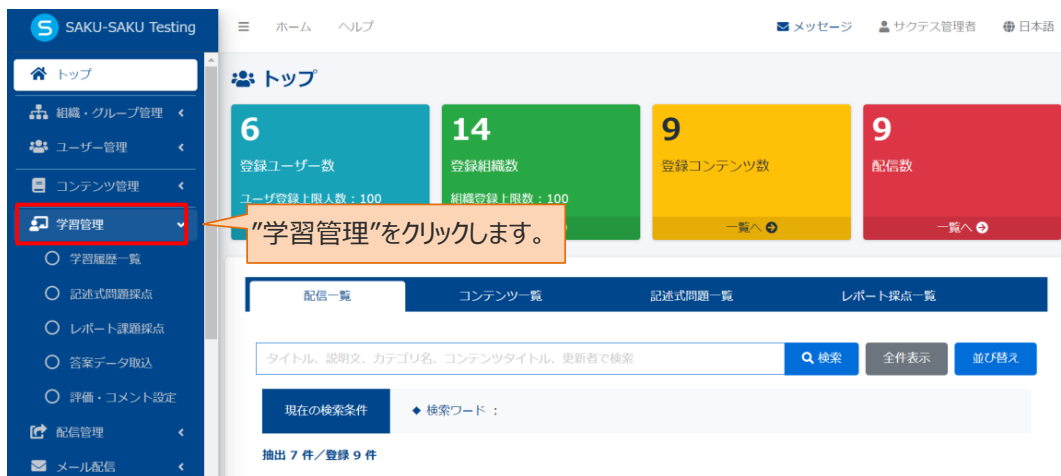 S SAKU-SAKU Testing
ホーム ヘルプ
メッセージ サクテス管理者 日本語
トップ
組織・グループ管理
ユーザー管理
コンテンツ管理
学習管理
学習履歴一覧
記述式問題採点
レポート課題採点
答案データ取込
評価・コメント設定
配信管理
メール配信
トップ
6
登録ユーザー数
ユーザ登録上限人数：100
14
登録組織数
組織登録上限数：100
9
登録コンテンツ数
一覧へ
9
配信数
一覧へ
”学習管理”をクリックします。
配信一覧 コンテンツ一覧 記述式問題一覧 レポート採点一覧
タイトル、説明文、カテゴリ名、コンテンツタイトル、更新者で検索
検索 全件表示 並び替え
現在の検索条件 ◆ 検索ワード ：
抽出 7 件／登録 9 件